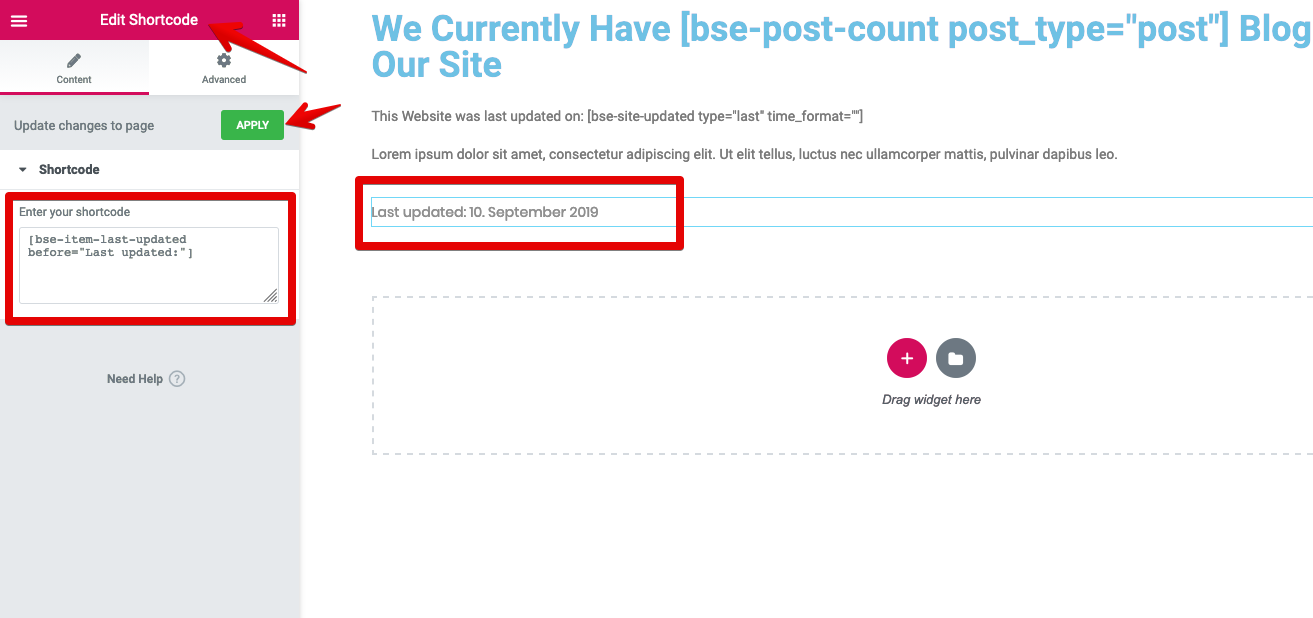 Edit Shortcode
Content
Advanced
Update changes to page
APPLY
Shortcode
Enter your shortcode
[bse-item-last-updated
before="Last updated:"]
Need Help ?
We Currently Have [bse-post-count post_type="post"] Blog
Our Site
This Website was last updated on: [bse-site-updated type="last" time_format=""]
Lorem ipsum dolor sit amet, consectetur adipiscing elit. Ut elit tellus, luctus nec ullamcorper mattis, pulvinar dapibus leo.
Last updated: 10. September 2019
Drag widget here